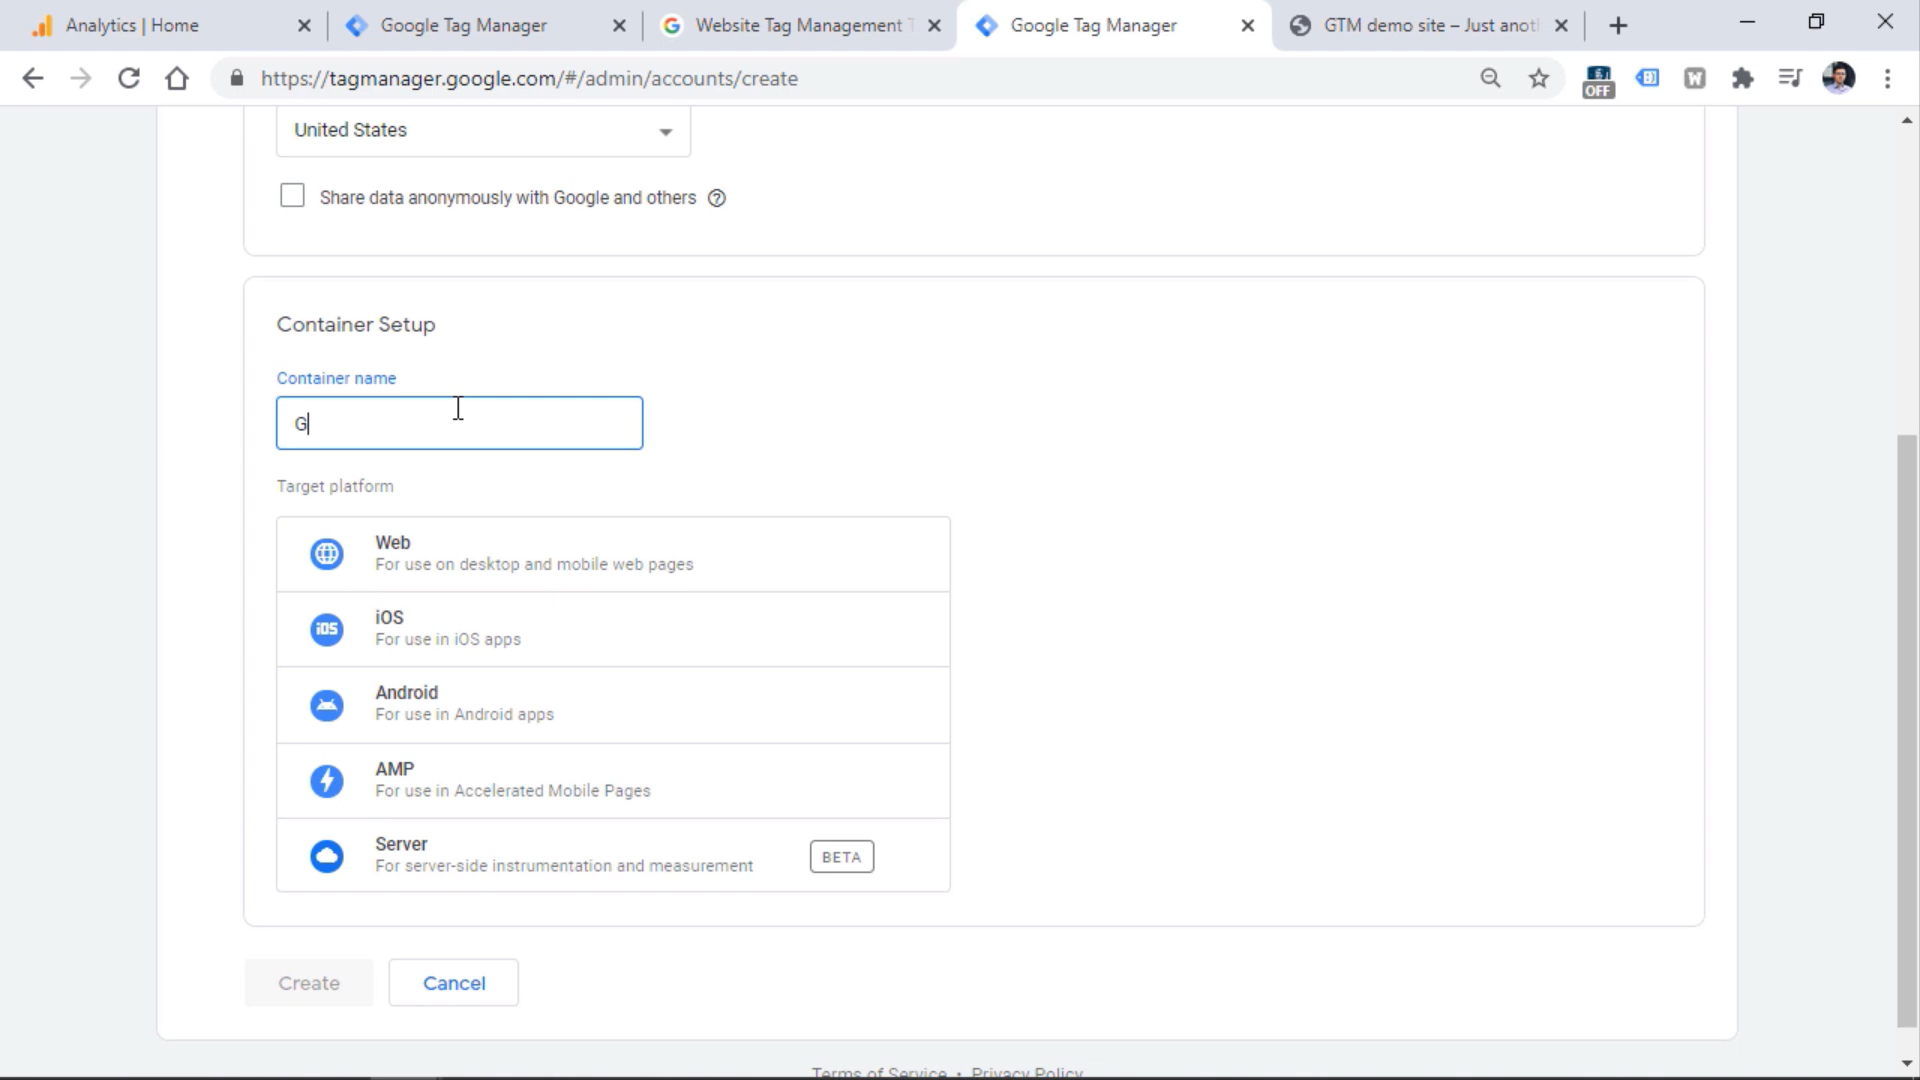 Analytics | Home
Google Tag Manager
Website Tag Management T
Google Tag Manager
GTM demo site – Just anoth
https://tagmanager.google.com/#/admin/accounts/create
OFF
W
United States
Share data anonymously with Google and others
Container Setup
Container name
G
Target platform
Web
For use on desktop and mobile web pages
iOS
iOS
For use in iOS apps
Android
For use in Android apps
AMP
For use in Accelerated Mobile Pages
Server
For server-side instrumentation and measurement
BETA
Create
Cancel
Terms of Service • Privacy Policy